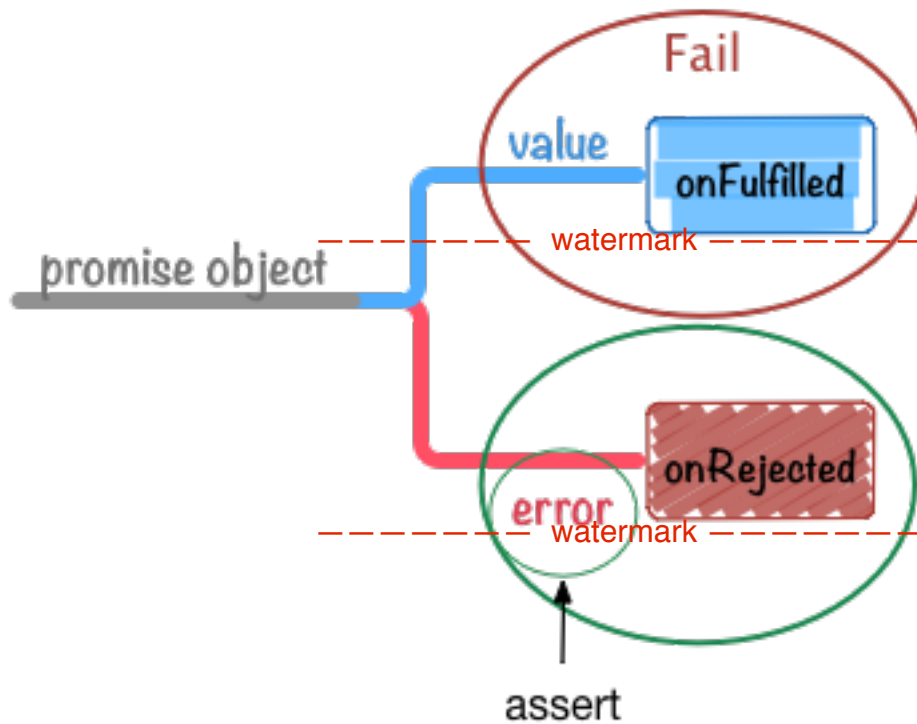 Fail
value
onFulfilled
watermark
promise object
onRejected
error
watermark
assert